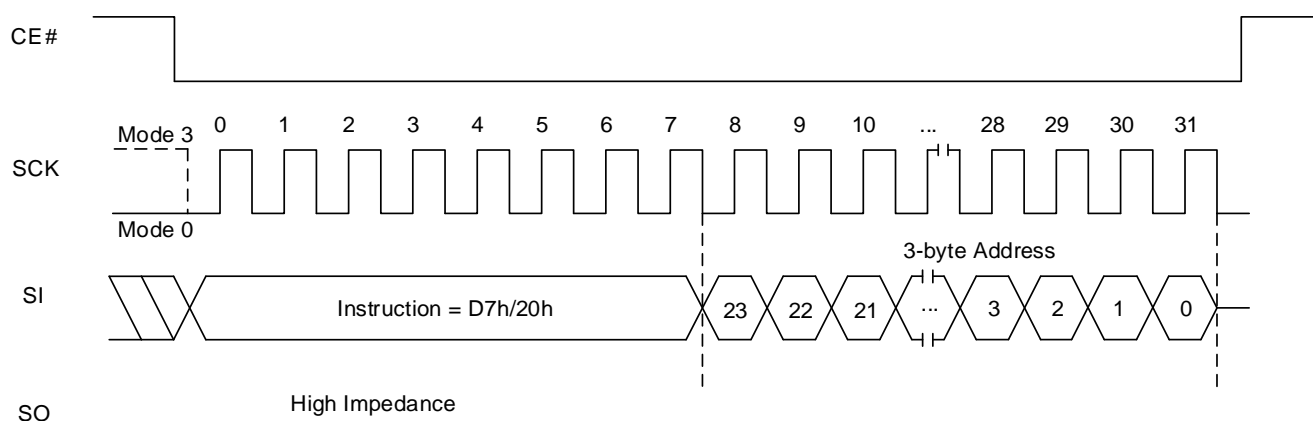 CE#
Mode 3
0 1 2 3 4 5 6 7 8 9 10 ... 28 29 30 31
SCK
Mode 0
3-byte Address
SI
Instruction = D7h/20h
23 22 21 ... 3 2 1 0
High Impedance
SO